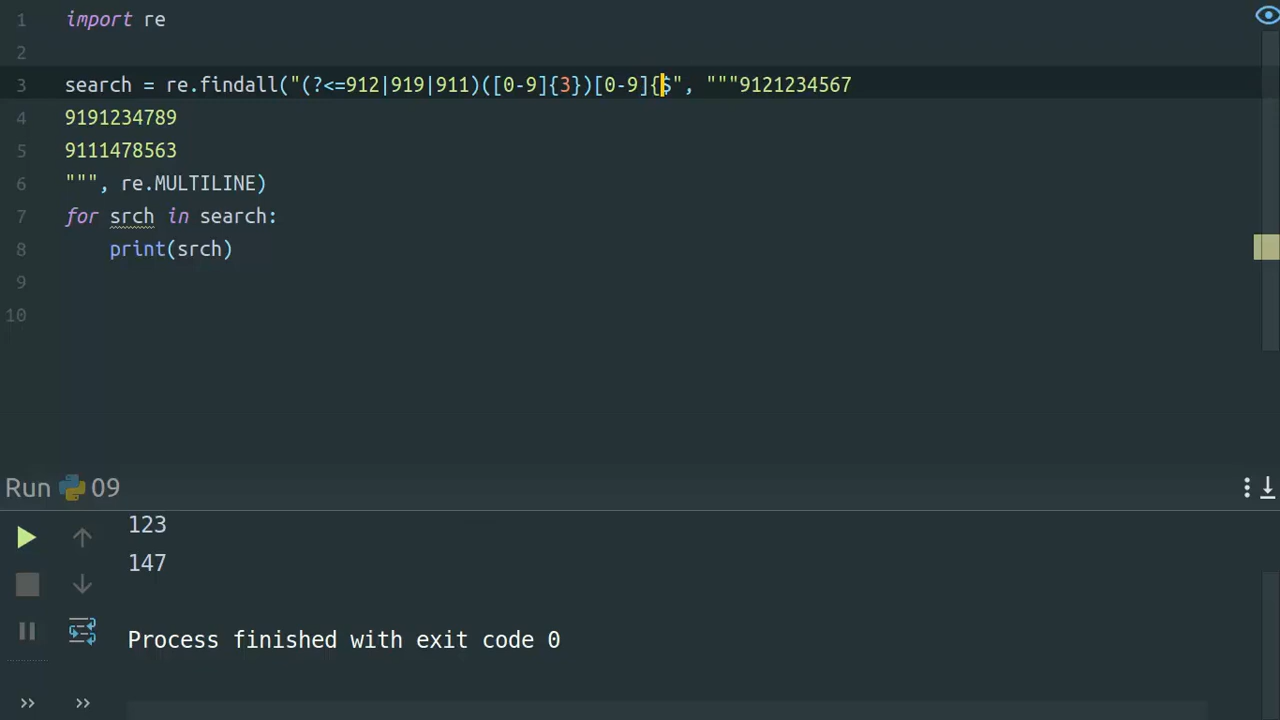 1 import re
2
3 search = re.findall("(?<=912|919|911)([0-9]{3})[0-9]{$", """9121234567
4 9191234789
5 9111478563
6 """, re.MULTILINE)
7 for srch in search:
8     print(srch)
9
10
Run 09
123
147
Process finished with exit code 0